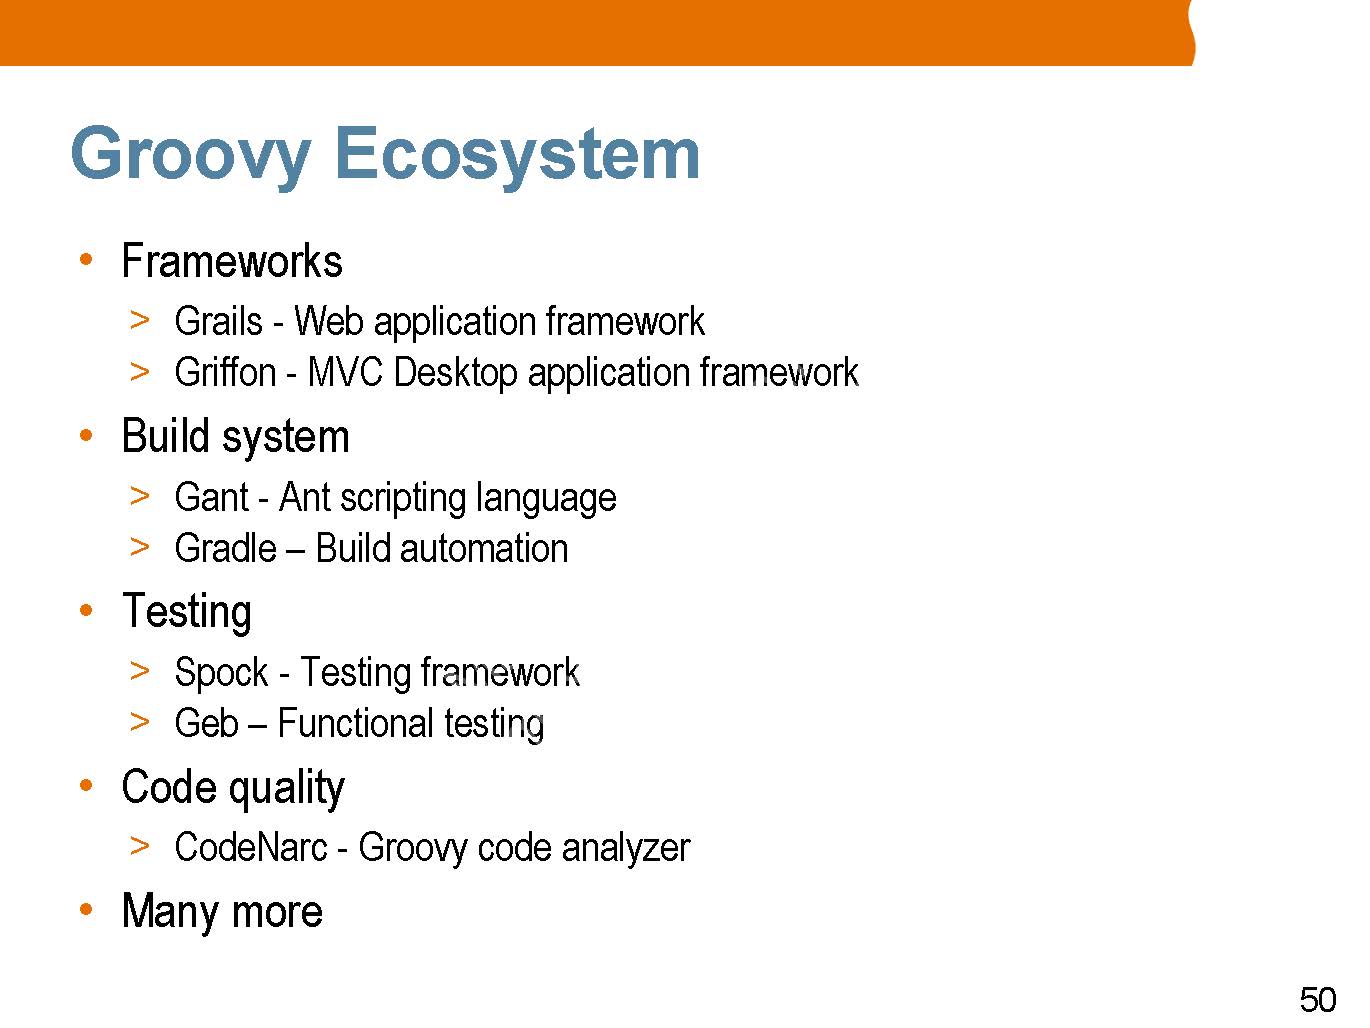 Groovy Ecosystem
• Frameworks
> Grails - Web application framework
> Griffon - MVC Desktop application framework
• Build system
> Gant - Ant scripting language
> Gradle – Build automation
• Testing
> Spock - Testing framework
> Geb – Functional testing
• Code quality
> CodeNarc - Groovy code analyzer
• Many more
50